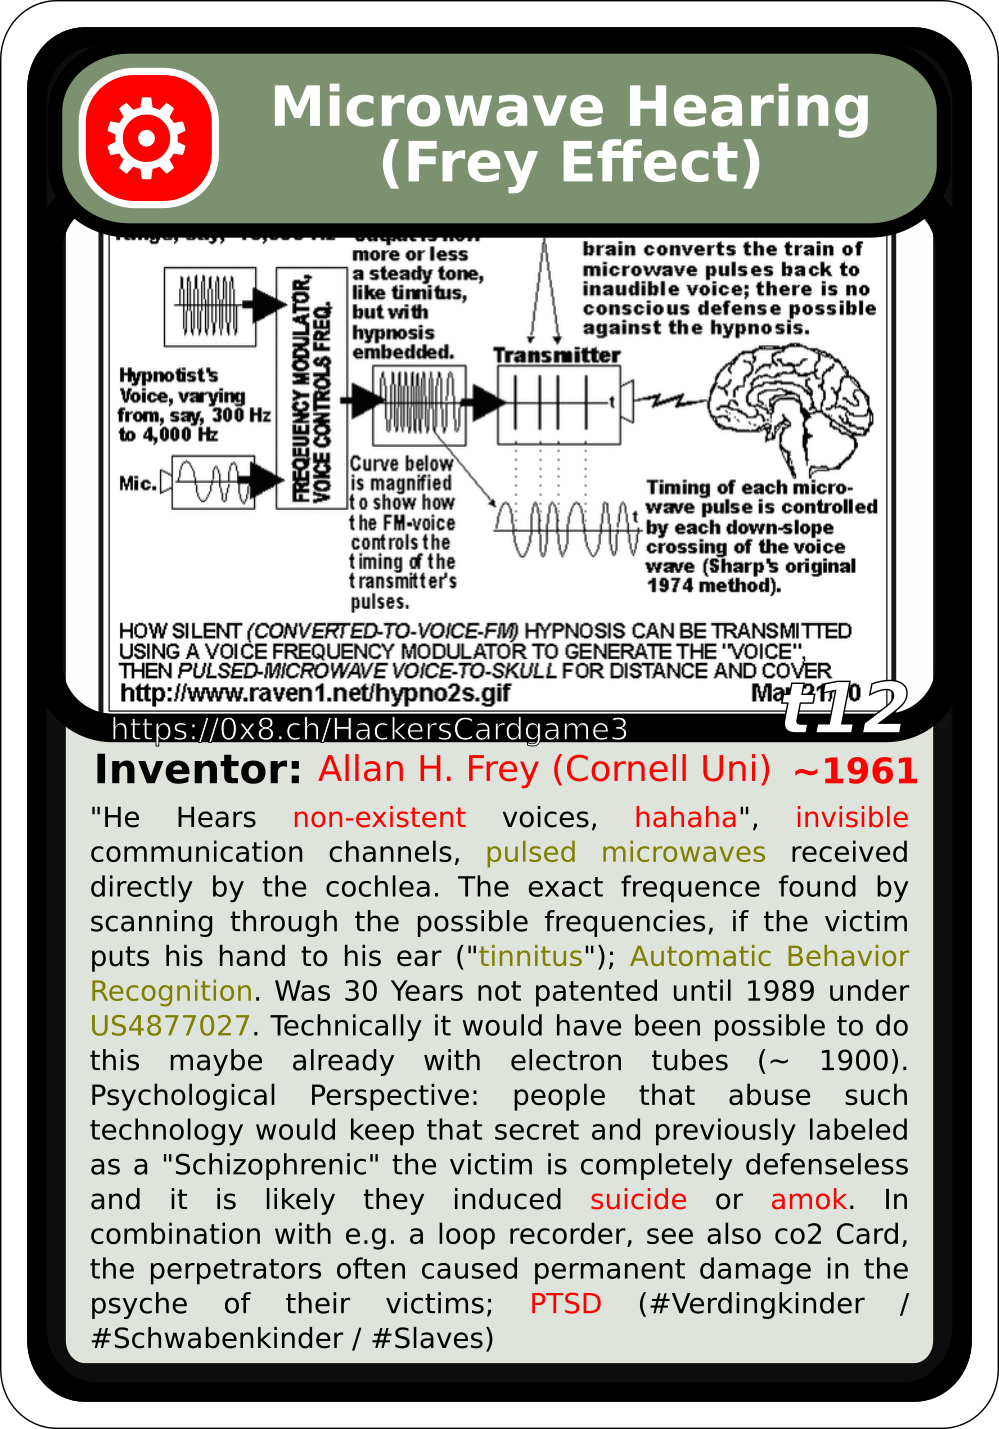 Microwave Hearing
(Frey Effect)
more or less
a steady tone,
like tinnitus,
but with
hypnosis
embedded.
brain converts the train of
microwave pulses back to
inaudible voice; there is no
conscious defense possible
against the hypnosis.
FREQEUNCY MODULATOR,
VOICE CONTROLS FREQ.
Transmitter
t
Hypnotist's
Voice, varying
from, say, 300 Hz
to 4,000 Hz
Mic.
Curve below
is magnified
to show how
the FM-voice
controls the
timing of the
transmitter's
pulses.
t
Timing of each micro-
wave pulse is controlled
by each down-slope
crossing of the voice
wave (Sharp's original
1974 method).
HOW SILENT (CONVERTED-TO-VOICE-FM) HYPNOSIS CAN BE TRANSMITTED
USING A VOICE FREQUENCY MODULATOR TO GENERATE THE "VOICE",
THEN PULSED-MICROWAVE VOICE-TO-SKULL FOR DISTANCE AND COVER
http://www.raven1.net/hypno2s.gif
t12
https://0x8.ch/HackersCardgame3
Inventor: Allan H. Frey (Cornell Uni) ~1961
"He Hears non-existent voices, hahaha", invisible
communication channels, pulsed microwaves received
directly by the cochlea. The exact frequence found by
scanning through the possible frequencies, if the victim
puts his hand to his ear ("tinnitus"); Automatic Behavior
Recognition. Was 30 Years not patented until 1989 under
US4877027. Technically it would have been possible to do
this maybe already with electron tubes (~ 1900).
Psychological Perspective: people that abuse such
technology would keep that secret and previously labeled
as a "Schizophrenic" the victim is completely defenseless
and it is likely they induced suicide or amok. In
combination with e.g. a loop recorder, see also co2 Card,
the perpetrators often caused permanent damage in the
psyche of their victims; PTSD (#Verdingkinder /
#Schwabenkinder / #Slaves)